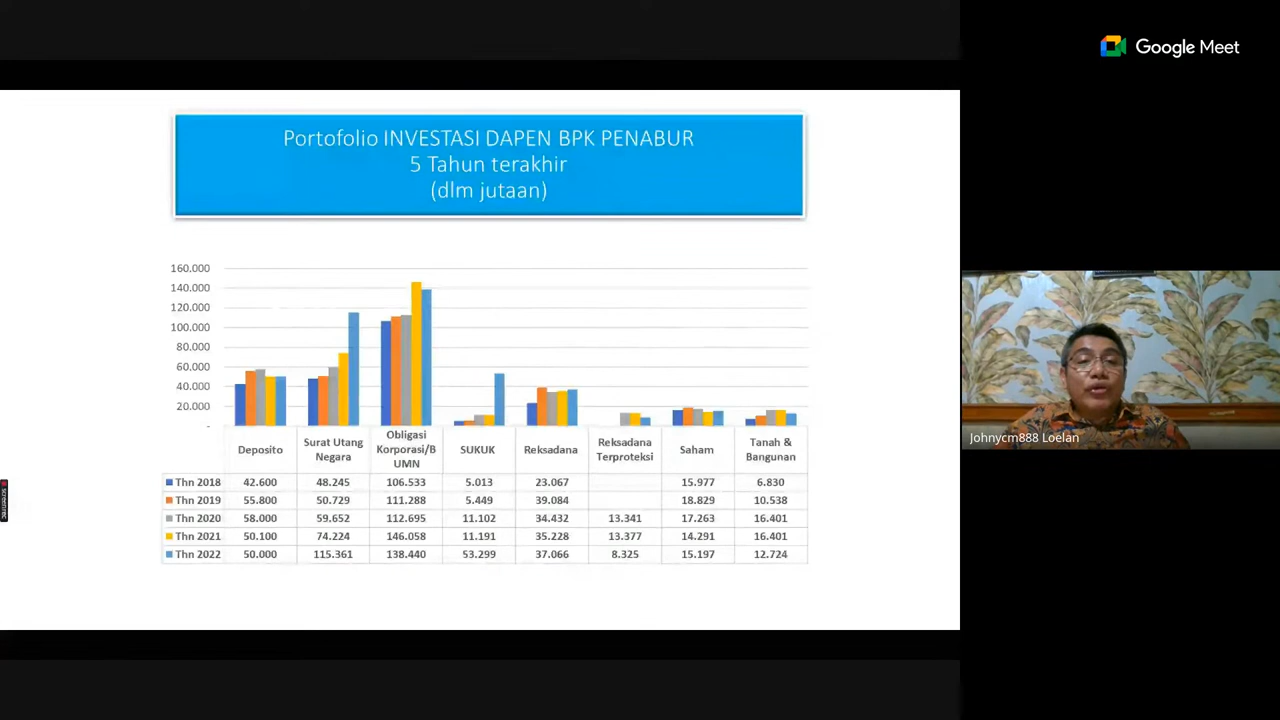 Google Meet
Portofolio INVESTASI DAPEN BPK PENABUR
5 Tahun terakhir
(dlm jutaan)
160.000
140.000
120.000
100.000
80.000
60.000
40.000
20.000
-
Deposito
Surat Utang
Negara
Obligasi
Korporasi/B
UMN
SUKUK
Reksadana
Reksadana
Terproteksi
Saham
Tanah &
Bangunan
Thn 2018 42.600 48.245 106.533 5.013 23.067 15.977 6.830
Thn 2019 55.800 50.729 111.288 5.449 39.084 18.829 10.538
Thn 2020 58.000 59.652 112.695 11.102 34.432 13.341 17.263 16.401
Thn 2021 50.100 74.224 146.058 11.191 35.228 13.377 14.291 16.401
Thn 2022 50.000 115.361 138.440 53.299 37.066 8.325 15.197 12.724
Johnycm888 Loelan